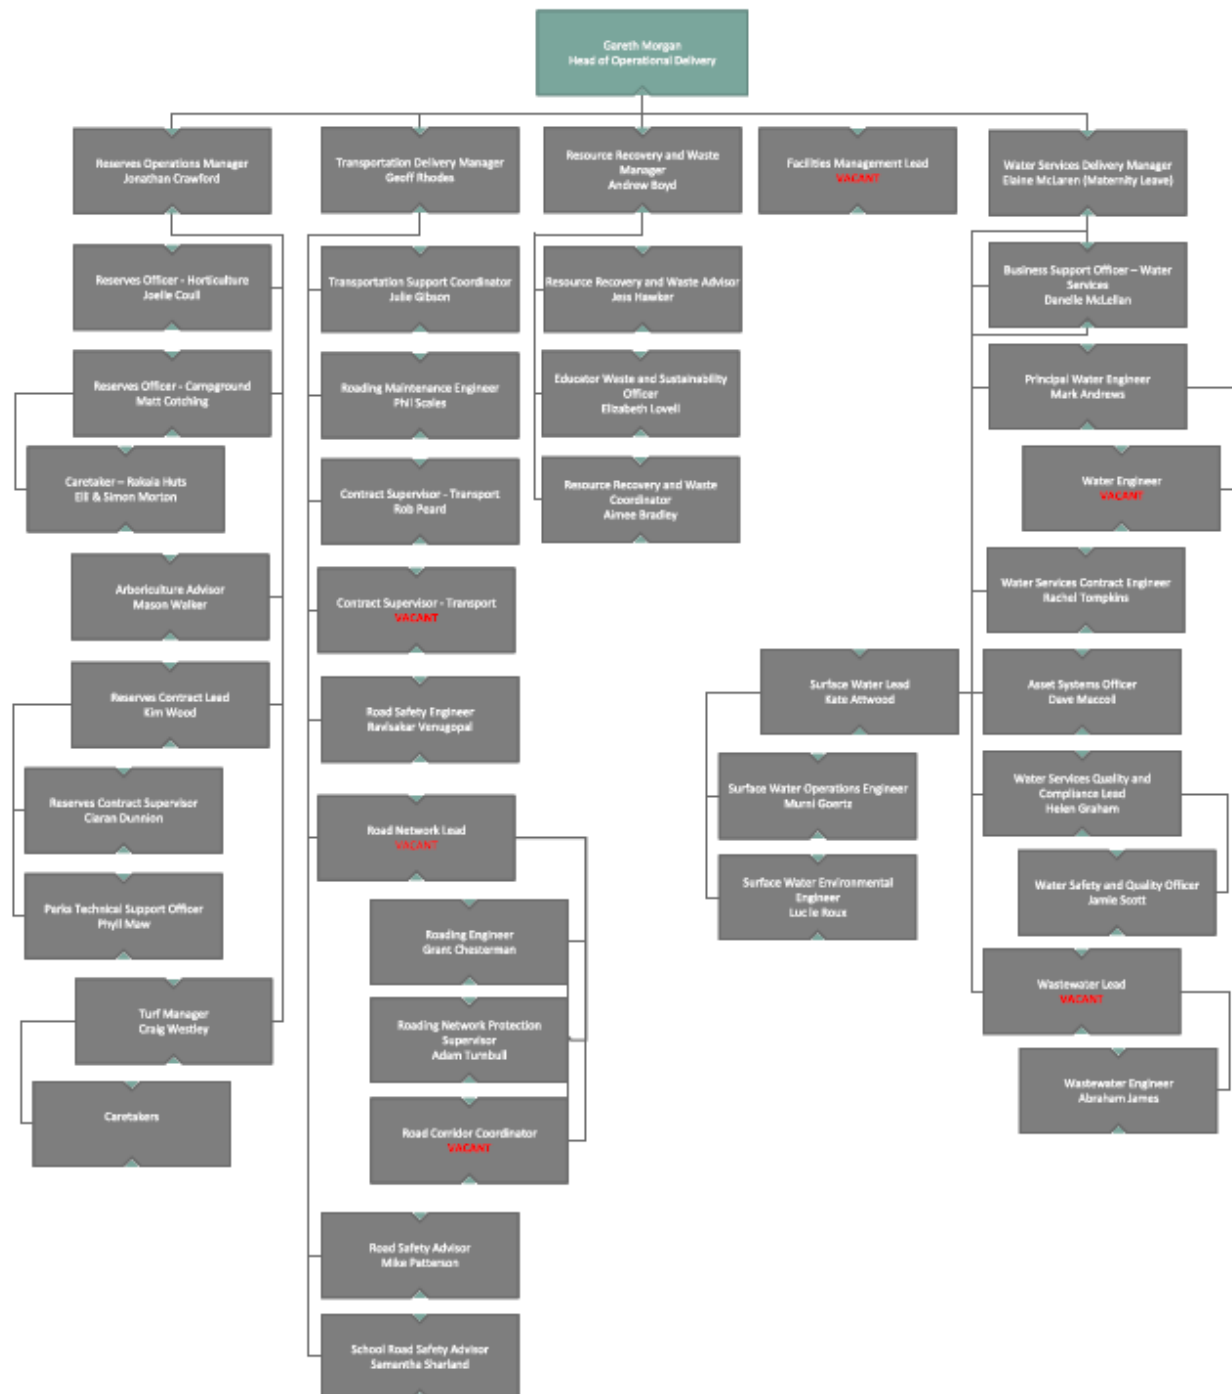 Gareth Morgan
Head of Operational Delivery
Reserves Operations Manager
Jonathan Crawford
Reserves Officer - Horticulture
Joelle Coull
Reserves Officer - Campground
Matt Cotching
Caretaker – Rakaia Huts
Elli & Simon Morton
Arboriculture Advisor
Mason Walker
Reserves Contract Lead
Kim Wood
Reserves Contract Supervisor
Ciaran Dunnion
Parks Technical Support Officer
Phyll Maw
Turf Manager
Craig Westley
Caretakers
Transportation Delivery Manager
Geoff Rhodes
Transportation Support Coordinator
Julie Gibson
Roading Maintenance Engineer
Phil Scales
Contract Supervisor - Transport
Rob Peard
Contract Supervisor - Transport
VACANT
Road Safety Engineer
Ravisakar Venugopal
Road Network Lead
VACANT
Roading Engineer
Grant Chesterman
Roading Network Protection
Supervisor
Adam Turnbull
Road Corridor Coordinator
VACANT
Road Safety Advisor
Mike Patterson
School Road Safety Advisor
Samantha Sharland
Resource Recovery and Waste
Manager
Andrew Boyd
Resource Recovery and Waste Advisor
Jess Hawker
Educator Waste and Sustainability
Officer
Elizabeth Lovell
Resource Recovery and Waste
Coordinator
Aimee Bradley
Facilities Management Lead
VACANT
Water Services Delivery Manager
Elaine McLaren (Maternity Leave)
Business Support Officer – Water
Services
Danelle McLellan
Principal Water Engineer
Mark Andrews
Water Engineer
VACANT
Water Services Contract Engineer
Rachel Tompkins
Surface Water Lead
Kate Attwood
Surface Water Operations Engineer
Murni Goertz
Surface Water Environmental
Engineer
Luc le Roux
Asset Systems Officer
Dave Maccoll
Water Services Quality and
Compliance Lead
Helen Graham
Water Safety and Quality Officer
Jamie Scott
Wastewater Lead
VACANT
Wastewater Engineer
Abraham James